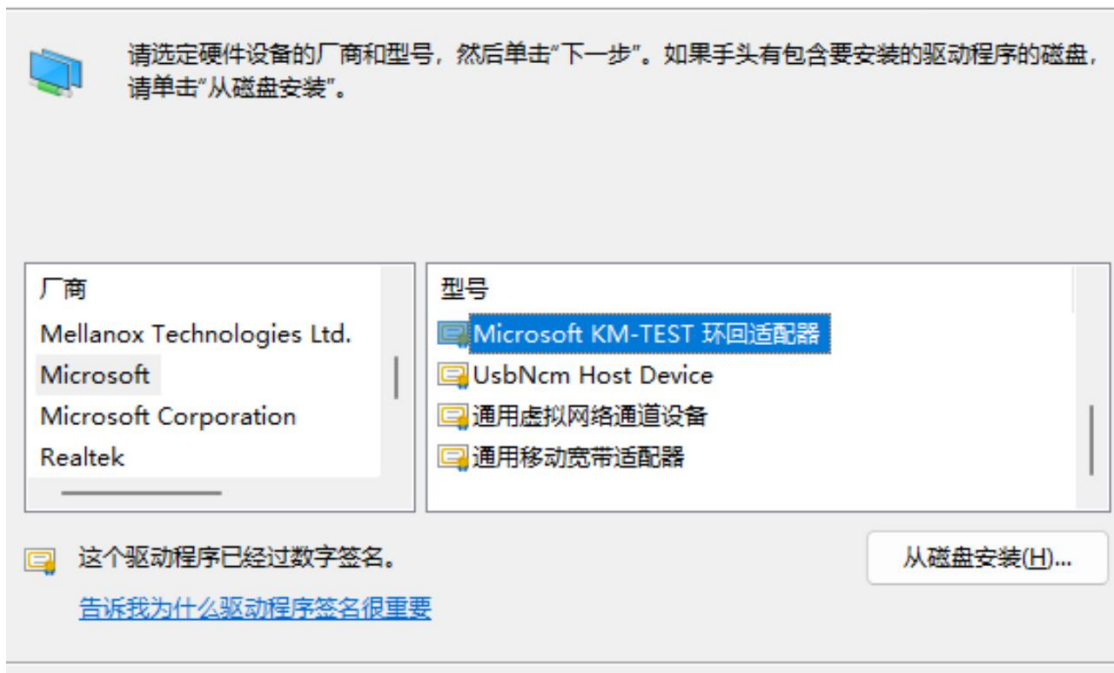 请选定硬件设备的厂商和型号，然后单击“下一步”。如果手头有包含要安装的驱动程序的磁盘，
请单击“从磁盘安装”。
厂商
Mellanox Technologies Ltd.
Microsoft
Microsoft Corporation
Realtek
型号
Microsoft KM-TEST 环回适配器
UsbNcm Host Device
通用虚拟网络通道设备
通用移动宽带适配器
这个驱动程序已经过数字签名。
从磁盘安装(H)...
告诉我为什么驱动程序签名很重要